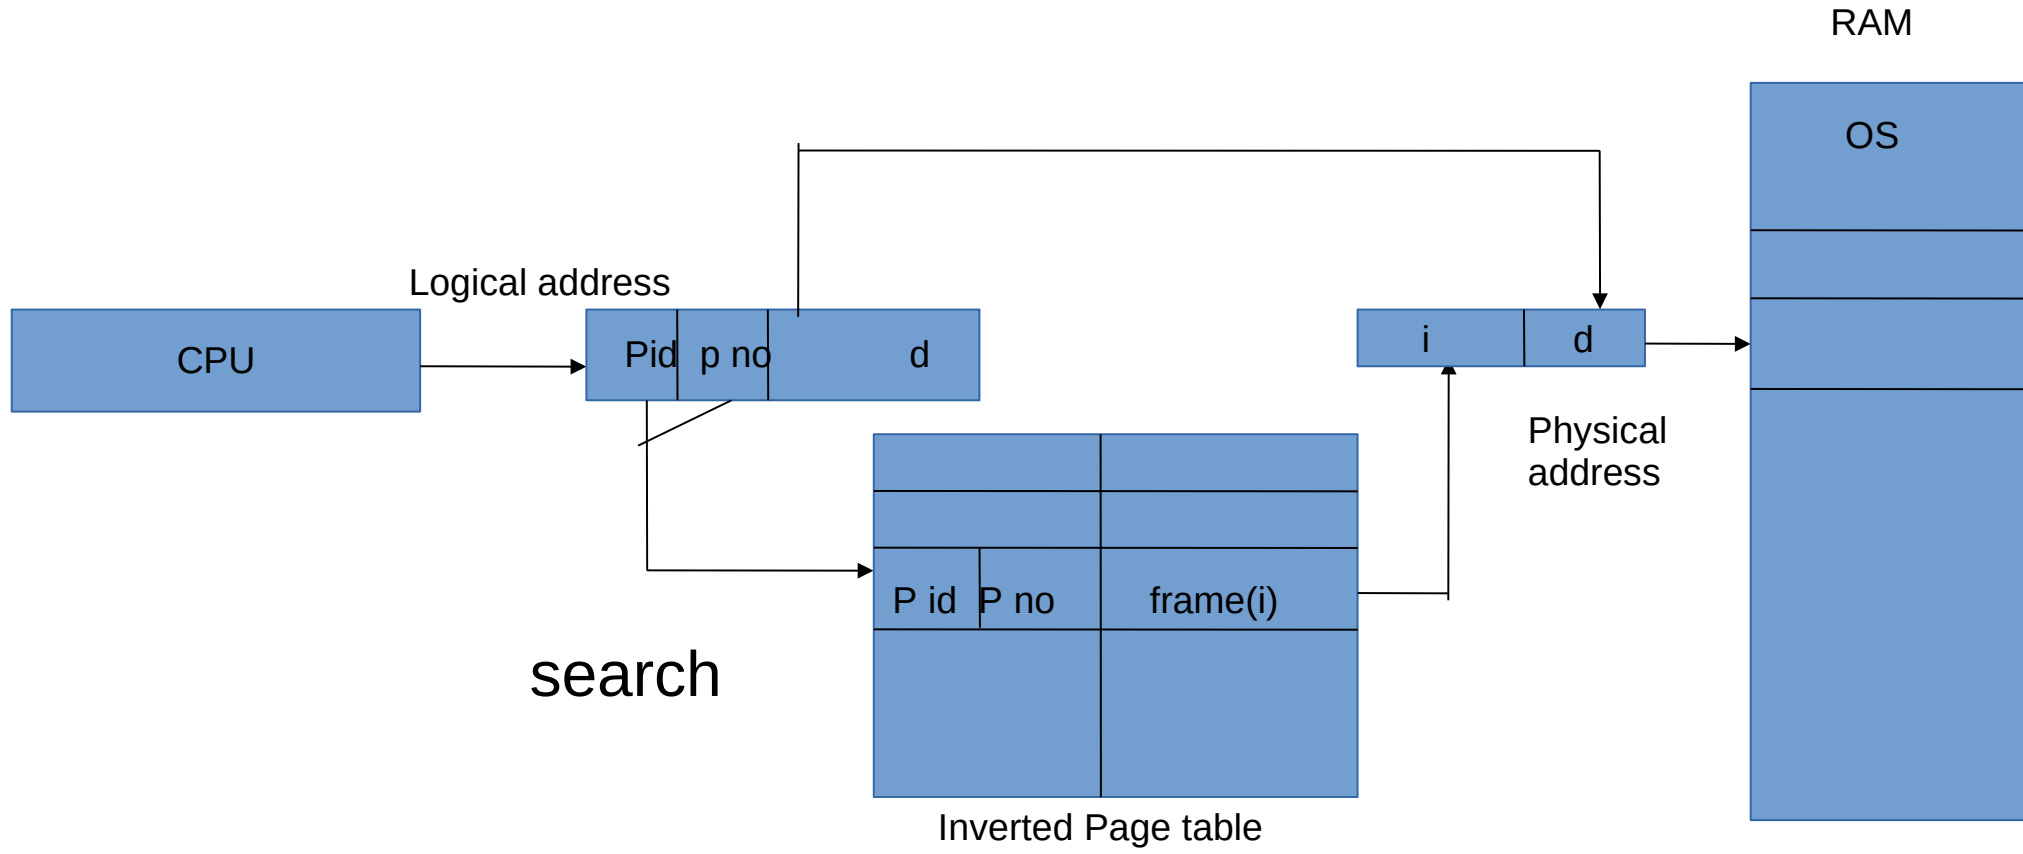 RAM
OS
Logical address
CPU
Pid p no d
i d
Physical
address
P id P no frame(i)
search
Inverted Page table